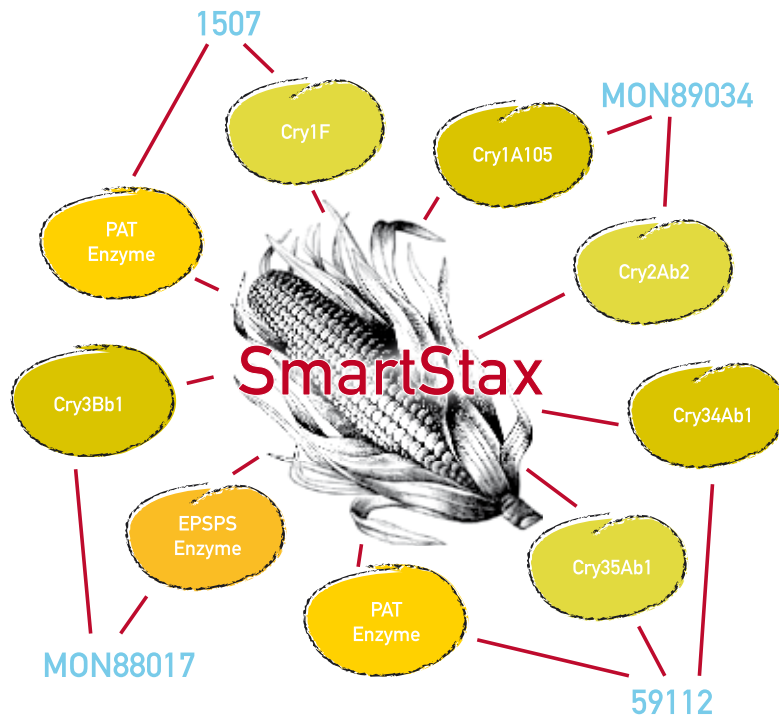 1507
MON89034
Cry1F
Cry1A105
PAT
Enzyme
Cry2Ab2
SmartStax
Cry3Bb1
Cry34Ab1
EPSPS
Enzyme
Cry35Ab1
PAT
Enzyme
MON88017
59112